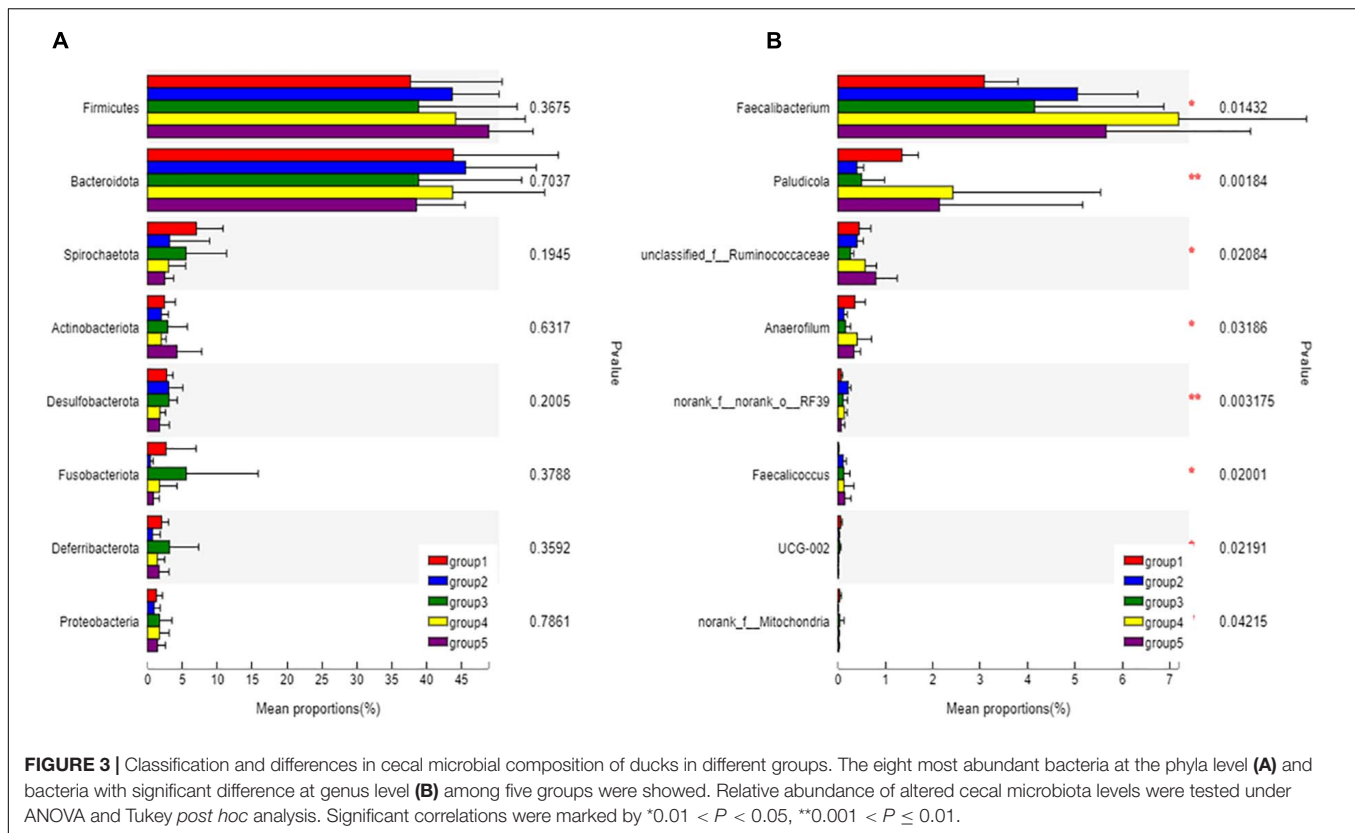 A
Firmicutes
Bacteroidota
Spirochaetota
Actinobacteriota
Desulfobacterota
Fusobacteriota
Deferribacterota
Proteobacteria
0.3675
0.7037
0.1945
0.6317
0.2005
0.3788
0.3592
0.7861
Pvalue
group1
group2
group3
group4
group5
0 5 10 15 20 25 30 35 40 45
Mean proportions(%)
B
Faecalibacterium
Paludicola
unclassified_f__Ruminococcaceae
Anaerofilum
norank_f__norank_o__RF39
Faecalicoccus
UCG-002
norank_f__Mitochondria
* 0.01432
** 0.00184
* 0.02084
* 0.03186
** 0.003175
* 0.02001
* 0.02191
* 0.04215
Pvalue
group1
group2
group3
group4
group5
0 1 2 3 4 5 6 7
Mean proportions(%)
FIGURE 3 | Classification and differences in cecal microbial composition of ducks in different groups. The eight most abundant bacteria at the phyla level (A) and
bacteria with significant difference at genus level (B) among five groups were showed. Relative abundance of altered cecal microbiota levels were tested under
ANOVA and Tukey post hoc analysis. Significant correlations were marked by *0.01 < P < 0.05, **0.001 < P ≤ 0.01.